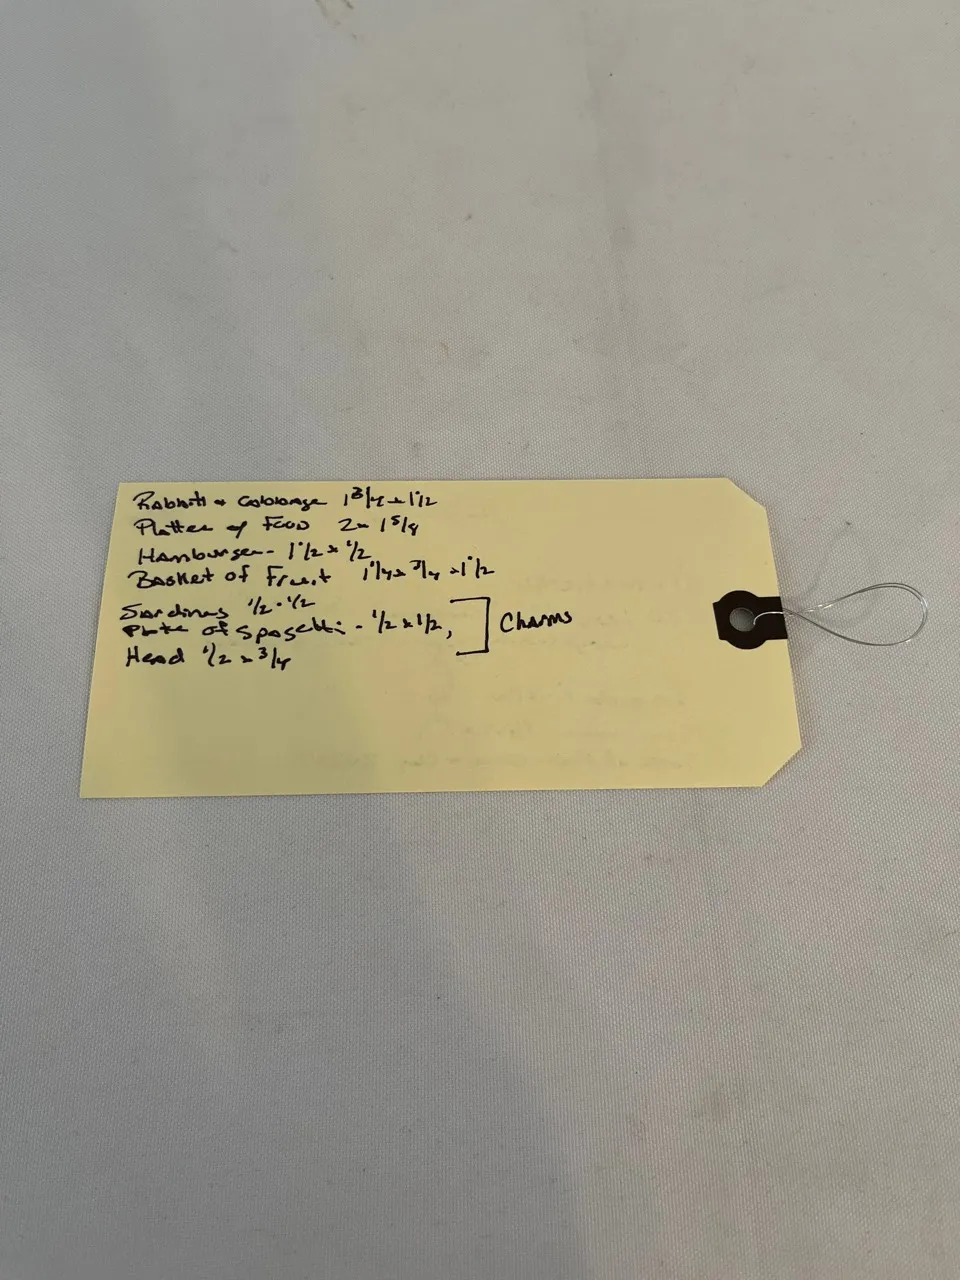 Rabbit + Cabbage 1 3/4 x 1 1/2
Platter of Food 2 x 1 5/8
Hamburger - 1 1/2 x 1/2
Basket of Fruit 1 1/4 x 3/4 x 1 1/2
Sardines 1/2 x 1/2
Plate of Spagetti - 1/2 x 1/2, ] Charms
Head 1/2 x 3/4